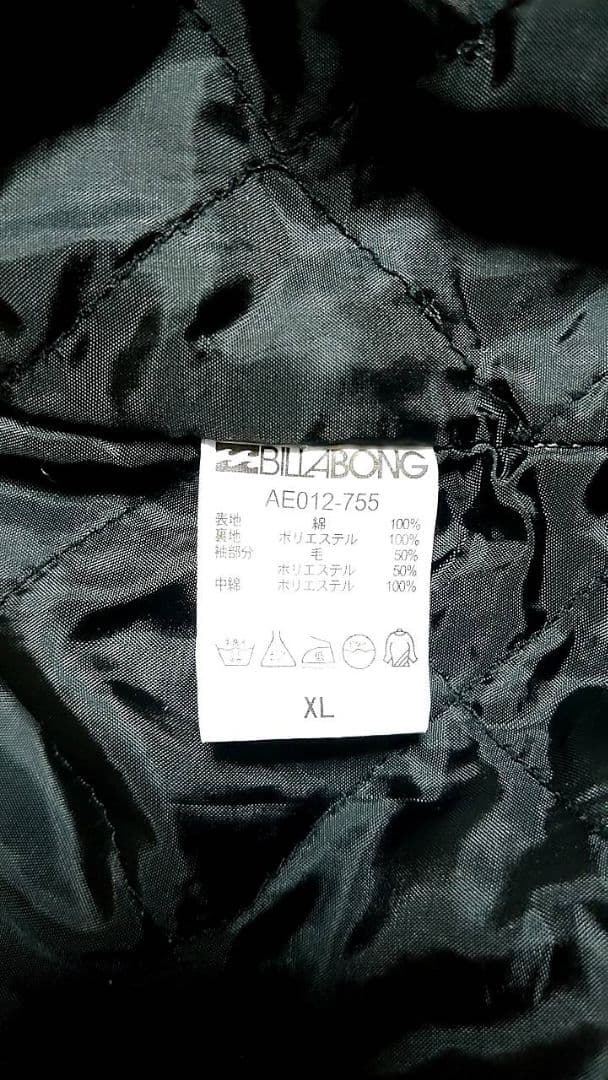 BILLABONG
AE012-755
表地 綿 100%
裏地 ポリエステル 100%
袖部分 毛 50%
ポリエステル 50%
中綿 ポリエステル 100%
低
XL